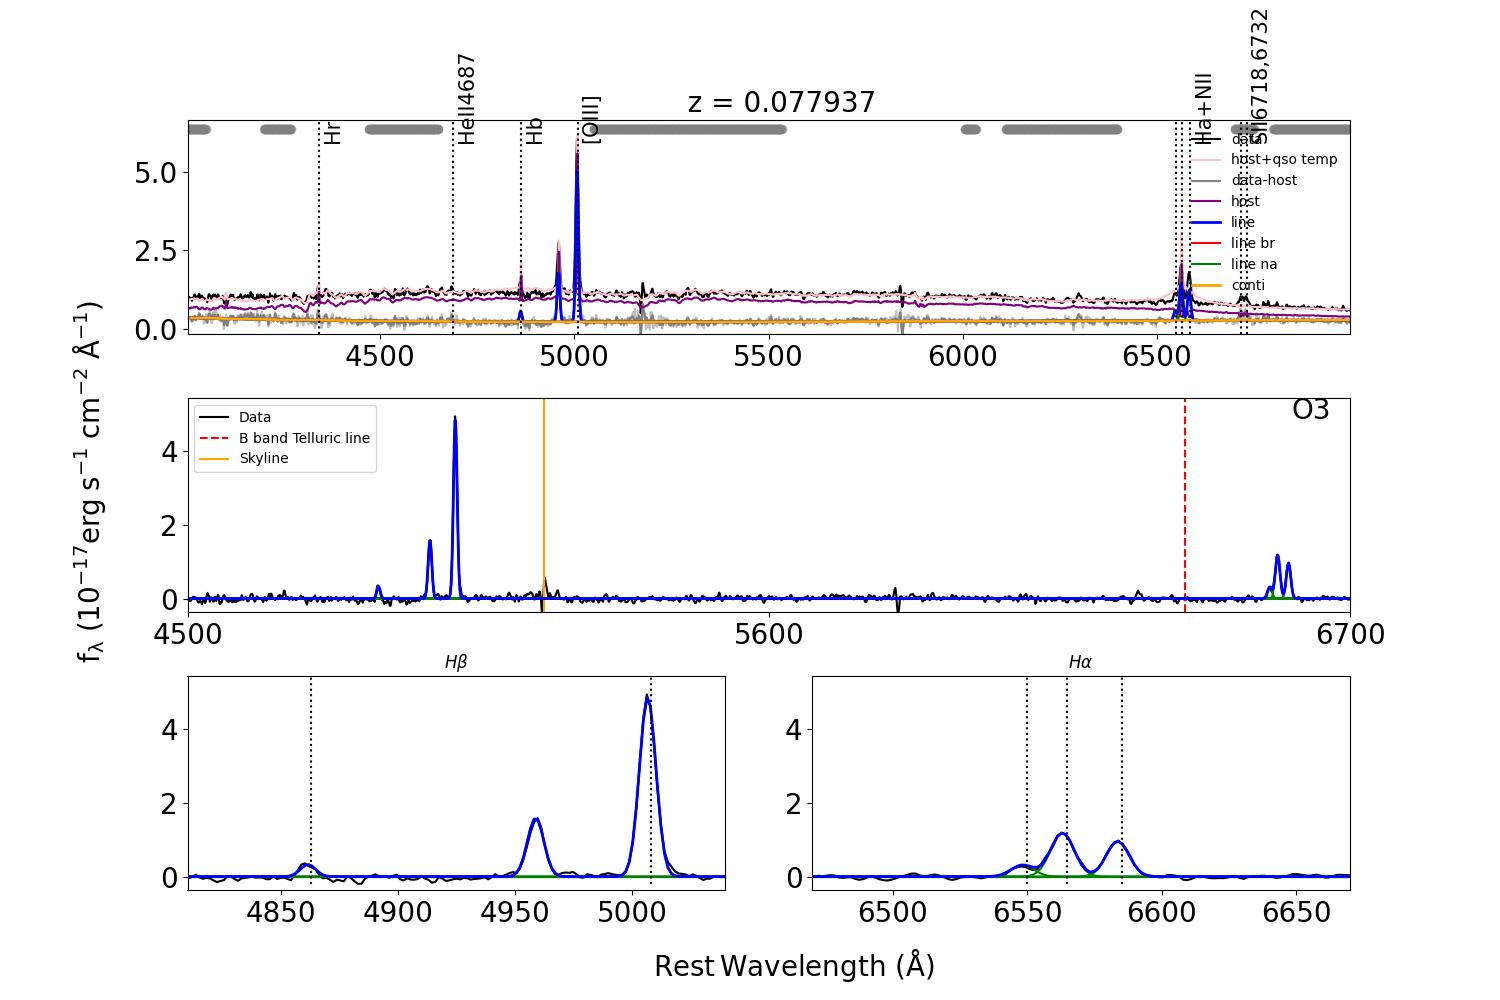 z = 0.077937
Hr
HeII4687
Hb
[OIII]
Ha+NII
SII6718,6732
data
host+qso temp
data-host
host
line
line br
line na
conti
5.0
2.5
0.0
4500 5000 5500 6000 6500
O3
Data
B band Telluric line
Skyline
4
2
0
4500 5600 6700
fλ (10⁻¹⁷erg s⁻¹ cm⁻² Å⁻¹)
Hβ
4
2
0
4850 4900 4950 5000
Hα
4
2
0
6500 6550 6600 6650
Rest Wavelength (Å)